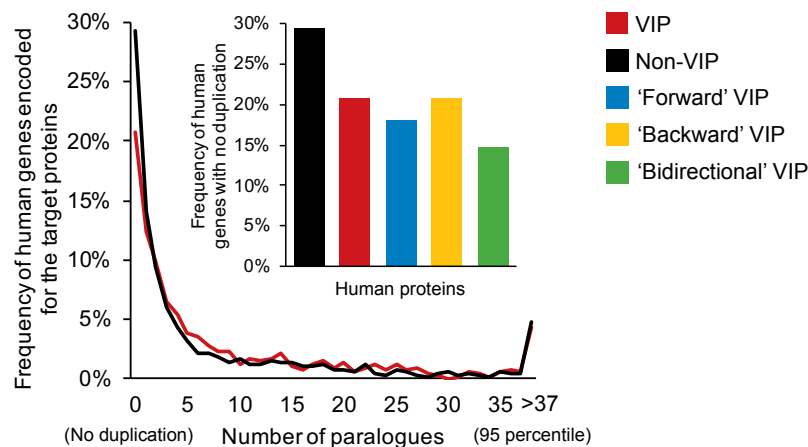 Frequency of human genes encoded
for the target proteins
30%
25%
20%
15%
10%
5%
0%
0
5
10
15
20
25
30
35
>37
(No duplication)
Number of paralogues
(95 percentile)
Frequency of human
genes with no duplication
30%
25%
20%
15%
10%
5%
0%
Human proteins
VIP
Non-VIP
‘Forward’ VIP
‘Backward’ VIP
‘Bidirectional’ VIP